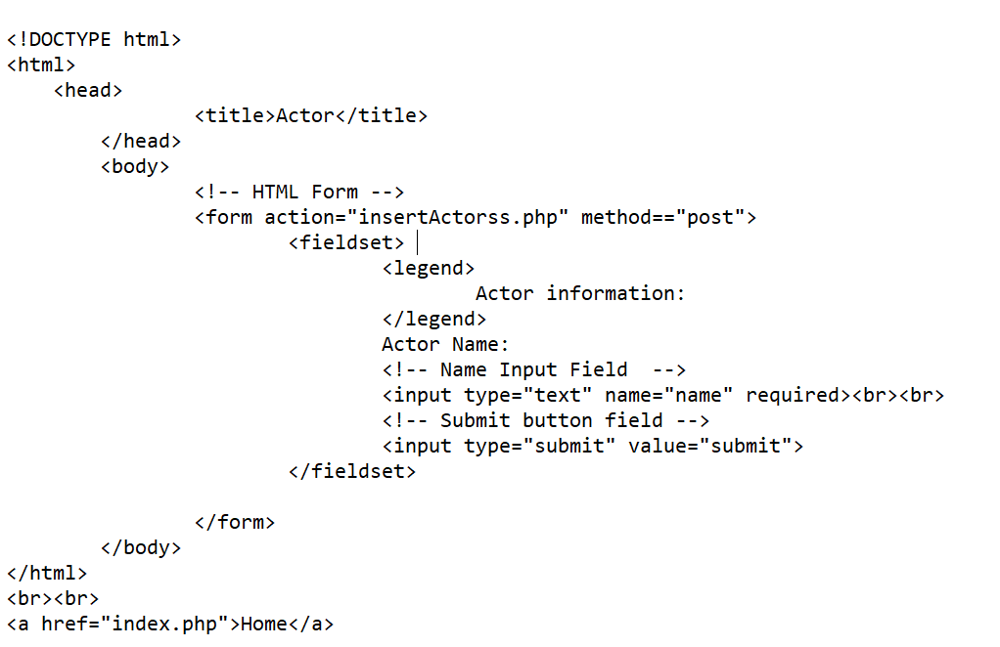 <!DOCTYPE html>
<html>
    <head>
                <title>Actor</title>
        </head>
        <body>
                <!-- HTML Form -->
                <form action="insertActorss.php" method=="post">
                        <fieldset>
                                <legend>
                                        Actor information:
                                </legend>
                                Actor Name:
                                <!-- Name Input Field  -->
                                <input type="text" name="name" required><br><br>
                                <!-- Submit button field -->
                                <input type="submit" value="submit">
                        </fieldset>

                </form>
        </body>
</html>
<br><br>
<a href="index.php">Home</a>